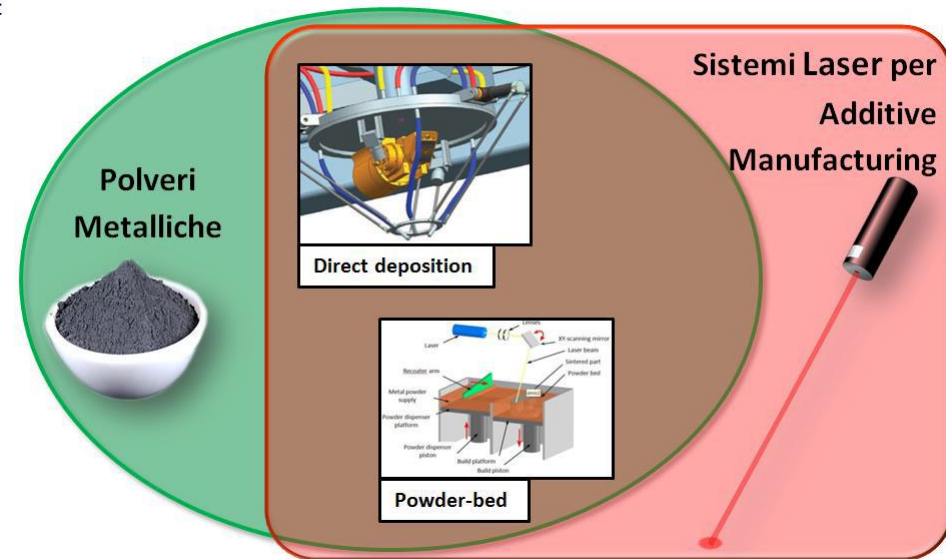 Sistemi Laser per
Additive
Manufacturing
Polveri
Metalliche
Direct deposition
Lenses
Laser
XY-scanning mirror
Laser beam
Sintered part
Powder bed
Recoater arm
Metal powder
supply
Powder dispenser
platform
Powder dispenser
piston
Build platform
Build piston
Powder-bed